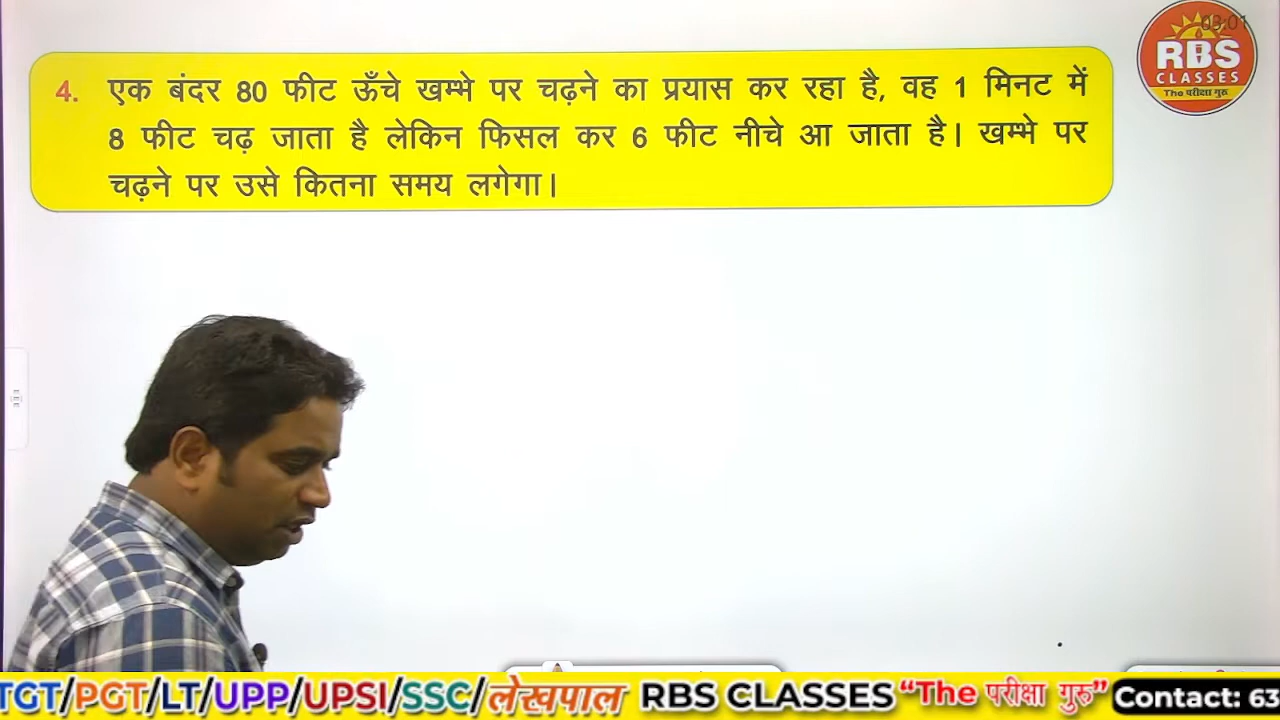 03:01
RBS
CLASSES
The परीक्षा गुरु
4. एक बंदर 80 फीट ऊँचे खम्भे पर चढ़ने का प्रयास कर रहा है, वह 1 मिनट में
8 फीट चढ़ जाता है लेकिन फिसल कर 6 फीट नीचे आ जाता है। खम्भे पर
चढ़ने पर उसे कितना समय लगेगा।
TGT/PGT/LT/UPP/UPSI/SSC/लेखपाल RBS CLASSES “The परीक्षा गुरु” Contact: 63